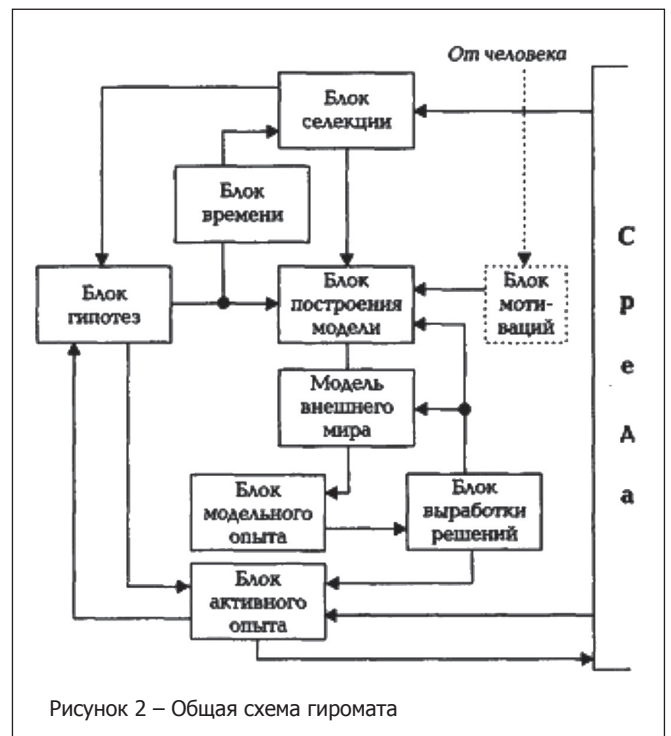 От человека
Блок
селекции
Блок
времени
Блок
гипотез
Блок
построения
модели
Блок
моти-
ваций
С
р
е
д
а
Модель
внешнего
мира
Блок
модельного
опыта
Блок
выработки
решений
Блок
активного
опыта
Рисунок 2 – Общая схема гиромата